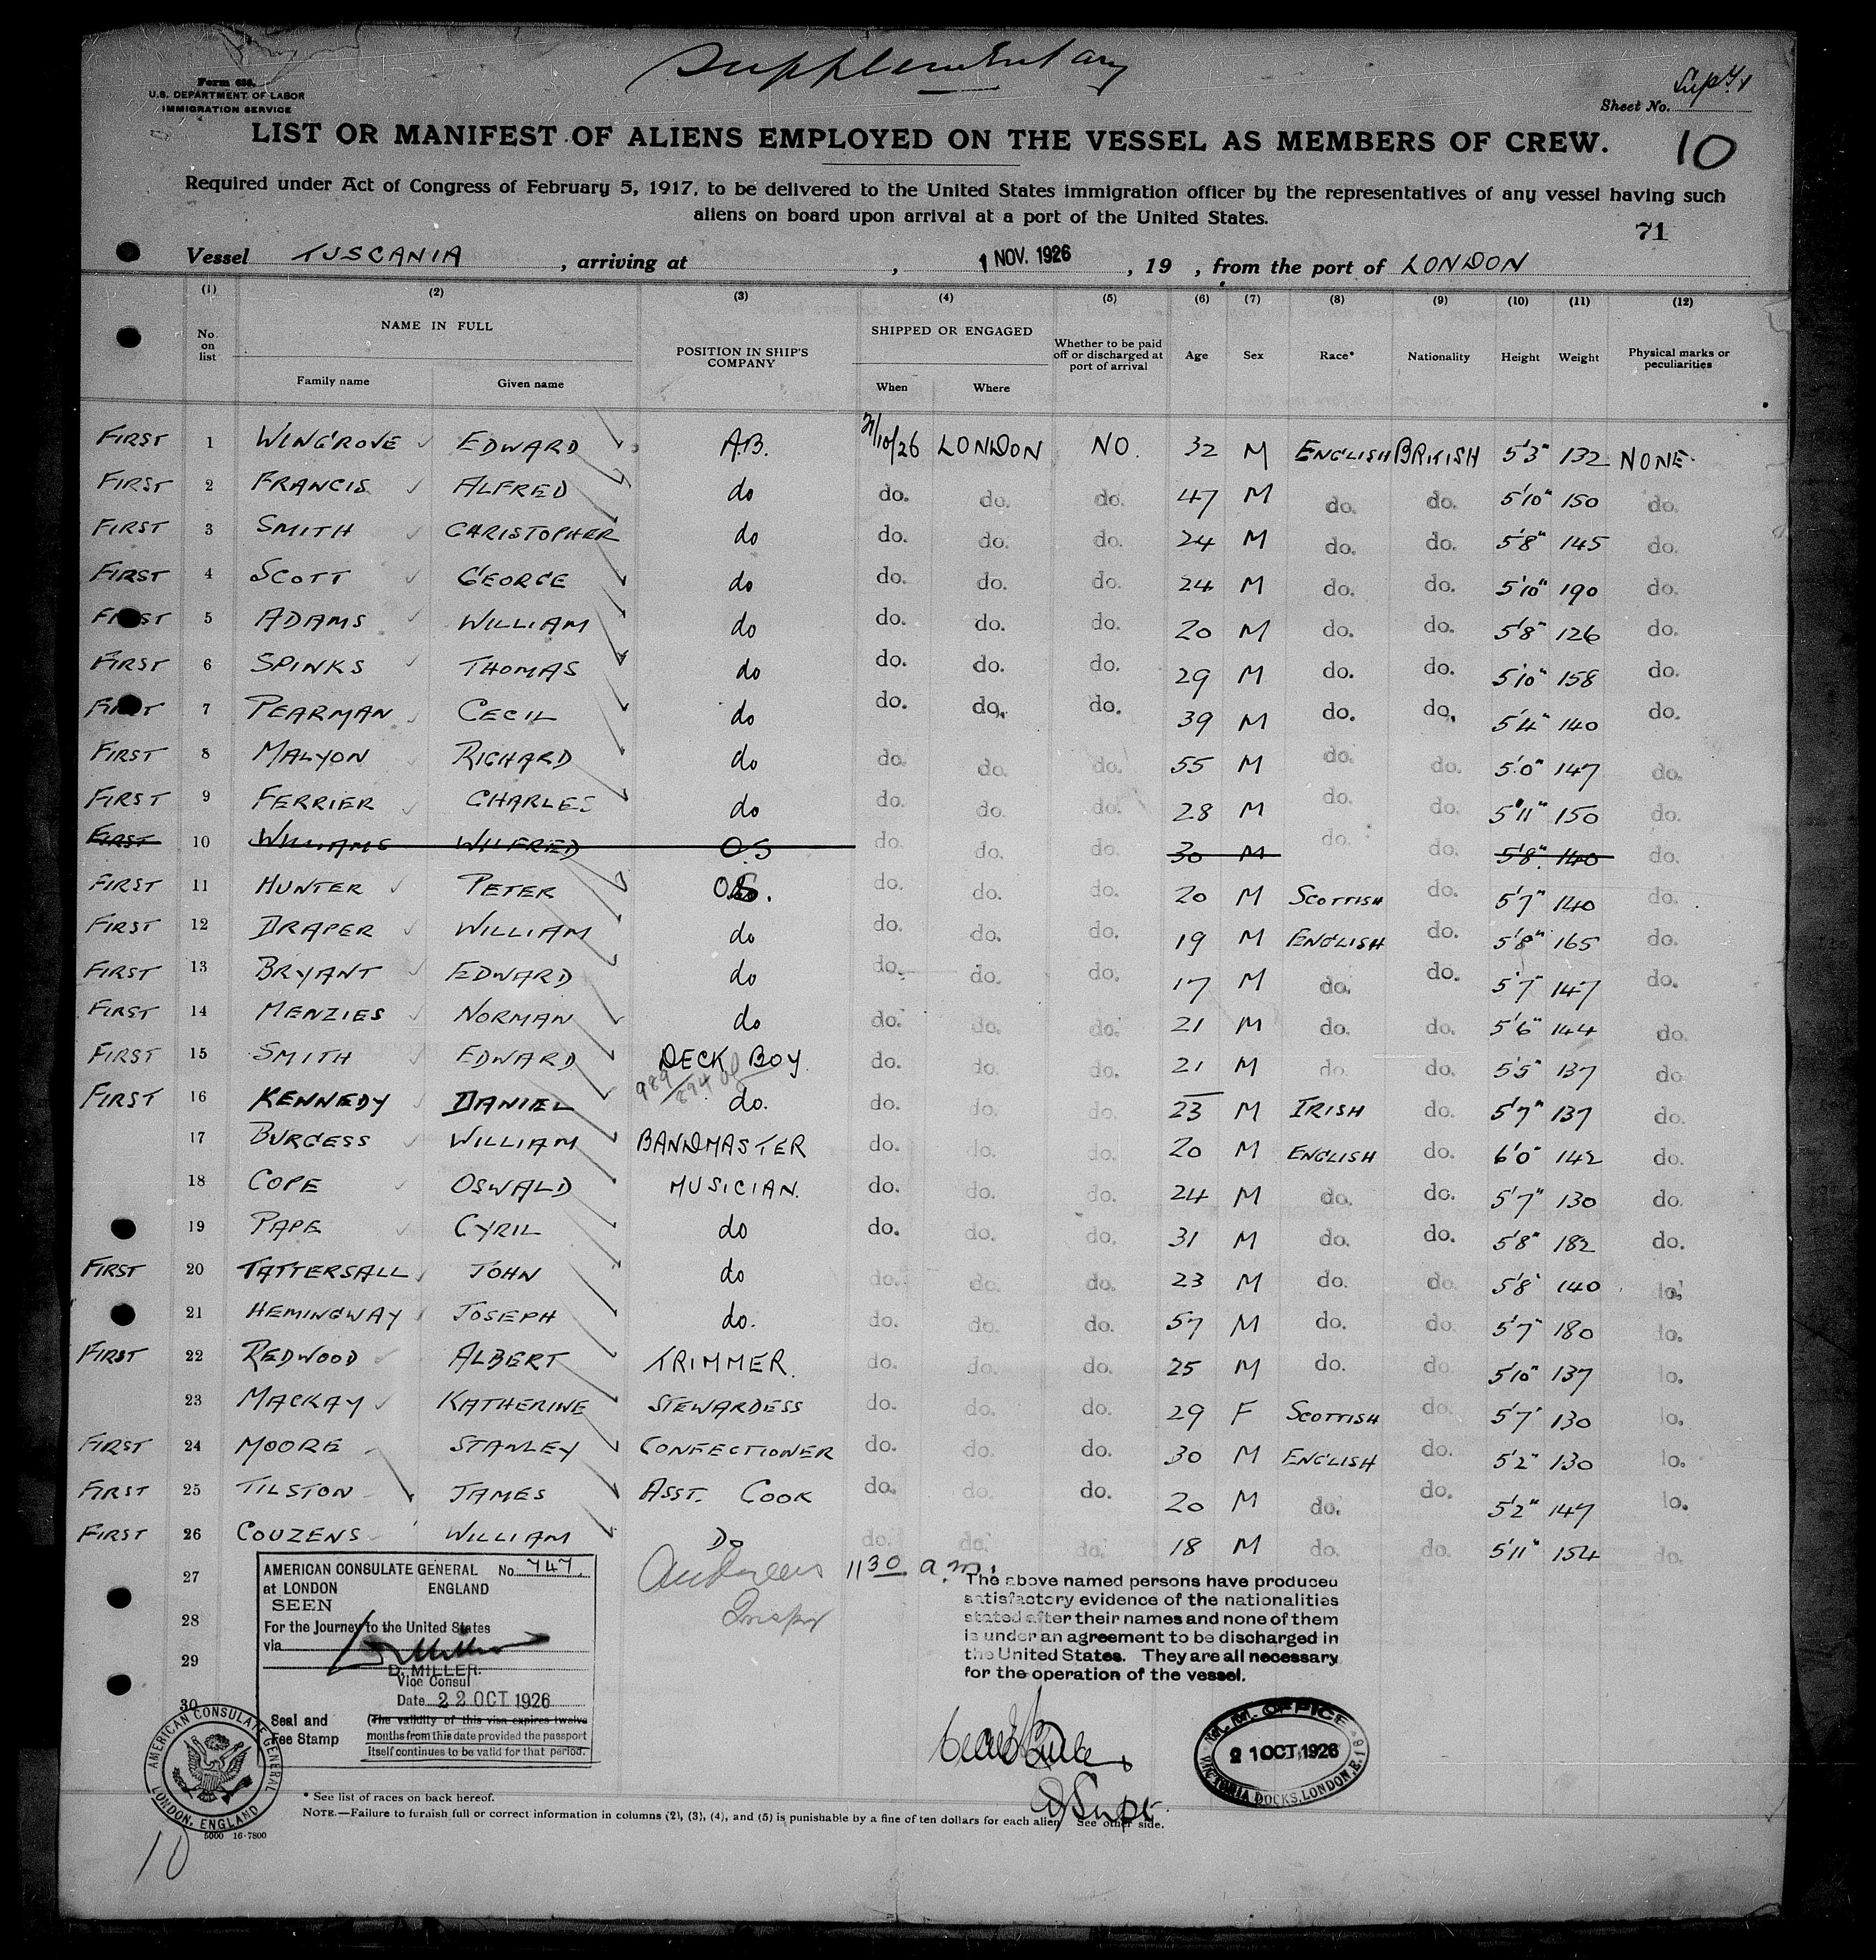 Supplementary
Form 686.
U.S. DEPARTMENT OF LABOR
IMMIGRATION SERVICE
Sheet No. Sup'y 1
LIST OR MANIFEST OF ALIENS EMPLOYED ON THE VESSEL AS MEMBERS OF CREW.
10
Required under Act of Congress of February 5, 1917, to be delivered to the United States immigration officer by the representatives of any vessel having such
aliens on board upon arrival at a port of the United States.
71
Vessel TUSCANIA, arriving at , 1 NOV. 1926, 19 , from the port of LONDON
(1) (2) (3) (4) (5) (6) (7) (8) (9) (10) (11) (12)
No. on list NAME IN FULL Family name Given name POSITION IN SHIP'S COMPANY SHIPPED OR ENGAGED When Where Whether to be paid off or discharged at port of arrival Age Sex Race* Nationality Height Weight Physical marks or peculiarities
FIRST 1 WINGROVE EDWARD A.B. 21/10/26 LONDON NO. 32 M ENGLISH BRITISH 5'3" 132 NONE.
FIRST 2 FRANCIS ALFRED do do. do. do. 47 M do. do. 5'10" 150 do.
FIRST 3 SMITH CHRISTOPHER do do. do. do. 24 M do. do. 5'8" 145 do.
FIRST 4 SCOTT GEORGE do do. do. do. 24 M do. do. 5'10" 190 do.
FIRST 5 ADAMS WILLIAM do do. do. do. 20 M do. do. 5'8" 126 do.
FIRST 6 SPINKS THOMAS do do. do. do. 29 M do. do. 5'10" 158 do.
FIRST 7 PEARMAN CECIL do do. do. do. 39 M do. do. 5'4" 140 do.
FIRST 8 MALYON RICHARD do do. do. do. 55 M do. do. 5'0" 147 do.
FIRST 9 FERRIER CHARLES do do. do. do. 28 M do. do. 5'11" 150 do.
FIRST 10 WILLIAMS WILFRED O.S do. do. do. 30 M do. do. 5'8" 140 do.
FIRST 11 HUNTER PETER O.S. do. do. do. 20 M SCOTTISH do. 5'7" 140 do.
FIRST 12 DRAPER WILLIAM do do. do. do. 19 M ENGLISH do. 5'8" 165 do.
FIRST 13 BRYANT EDWARD do do. do. do. 17 M do. do. 5'7" 147 do.
FIRST 14 MENZIES NORMAN do do. do. do. 21 M do. do. 5'6" 144 do.
FIRST 15 SMITH EDWARD DECK BOY. do. do. do. 21 M do. do. 5'5" 137 do
FIRST 16 KENNEDY DANIEL do. do. do. do. 23 M IRISH do. 5'7" 137 do.
17 BURGESS WILLIAM BANDMASTER do. do. do. 20 M ENGLISH do. 6'0" 142 do.
18 COPE OSWALD MUSICIAN. do. do. do. 24 M do. do. 5'7" 130 do.
19 PAPE CYRIL do do. do. do. 31 M do. do. 5'8" 182 do.
FIRST 20 TATTERSALL JOHN do do. do. do. 23 M do. do. 5'8" 140 do.
21 HEMINGWAY JOSEPH do. do. do. do. 57 M do. do. 5'7" 180 do.
FIRST 22 REDWOOD ALBERT TRIMMER. do. do. do. 25 M do. do. 5'10" 137 do.
23 MACKAY KATHERINE STEWARDESS do. do. do. 29 F SCOTTISH do. 5'7" 130 do.
FIRST 24 MOORE STANLEY CONFECTIONER do. do. do. 30 M ENGLISH do. 5'2" 130 do.
FIRST 25 TILSTON JAMES ASST. COOK do. do. do. 20 M do. do. 5'2" 147 do.
FIRST 26 COUZENS WILLIAM Do do. do. do. 18 M do. do. 5'11" 154 do.
27
28
29
30
AMERICAN CONSULATE GENERAL No. 747.
at LONDON ENGLAND
SEEN
For the Journey to the United States
via
D. MILLER.
Vice Consul
Date 22 OCT 1926
Seal and Fee Stamp
(The validity of this visa expires twelve
months from this date provided the passport
itself continues to be valid for that period.
AMERICAN CONSULATE GENERAL LONDON, ENGLAND
11 30 a.m.
Inspr
The above named persons have produced
satisfactory evidence of the nationalities
stated after their names and none of them
is under an agreement to be discharged in
the United States. They are all necessary
for the operation of the vessel.
D/Supt.
M.M. OFFICE
21 OCT 1926
VICTORIA DOCKS, LONDON, E.16
* See list of races on back hereof.
NOTE.—Failure to furnish full or correct information in columns (2), (3), (4), and (5) is punishable by a fine of ten dollars for each alien. See other side.
5000 16-7800
10